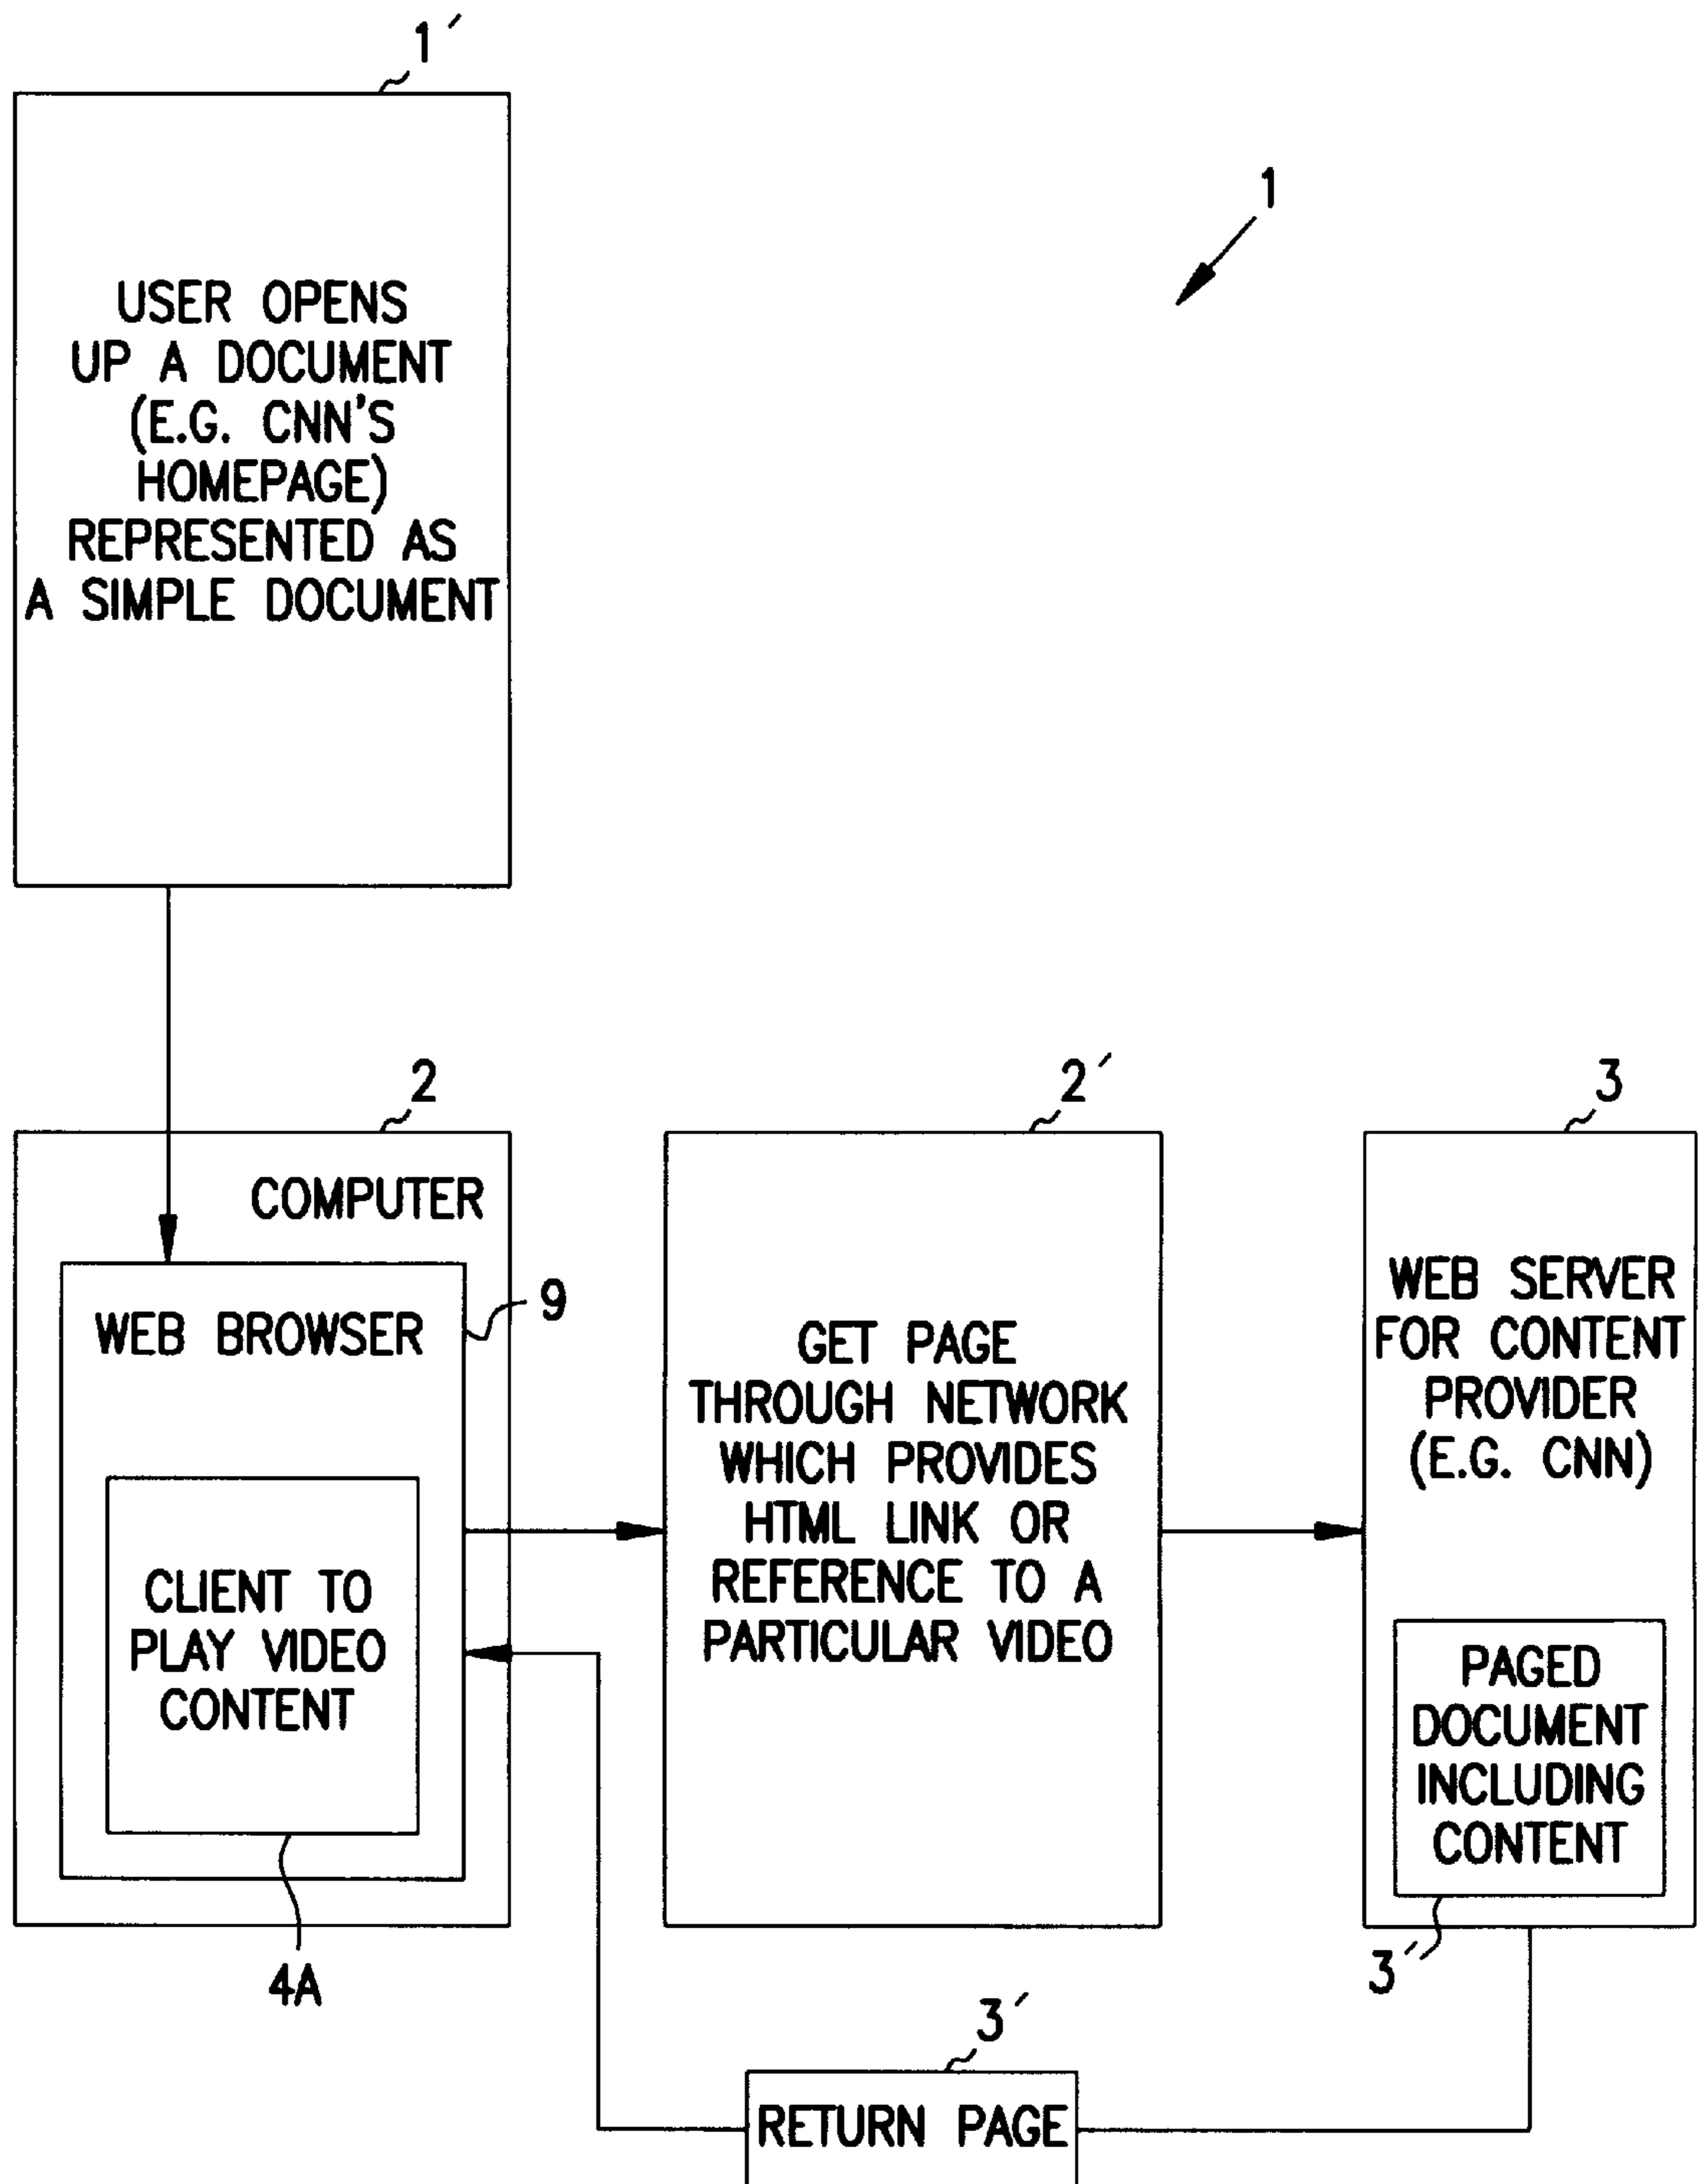 1′
USER OPENS
UP A DOCUMENT
(E.G. CNN'S
HOMEPAGE)
REPRESENTED AS
A SIMPLE DOCUMENT
1
2
COMPUTER
WEB BROWSER
9
CLIENT TO
PLAY VIDEO
CONTENT
4A
2′
GET PAGE
THROUGH NETWORK
WHICH PROVIDES
HTML LINK OR
REFERENCE TO A
PARTICULAR VIDEO
3
WEB SERVER
FOR CONTENT
PROVIDER
(E.G. CNN)
PAGED
DOCUMENT
INCLUDING
CONTENT
3′
3′
RETURN PAGE